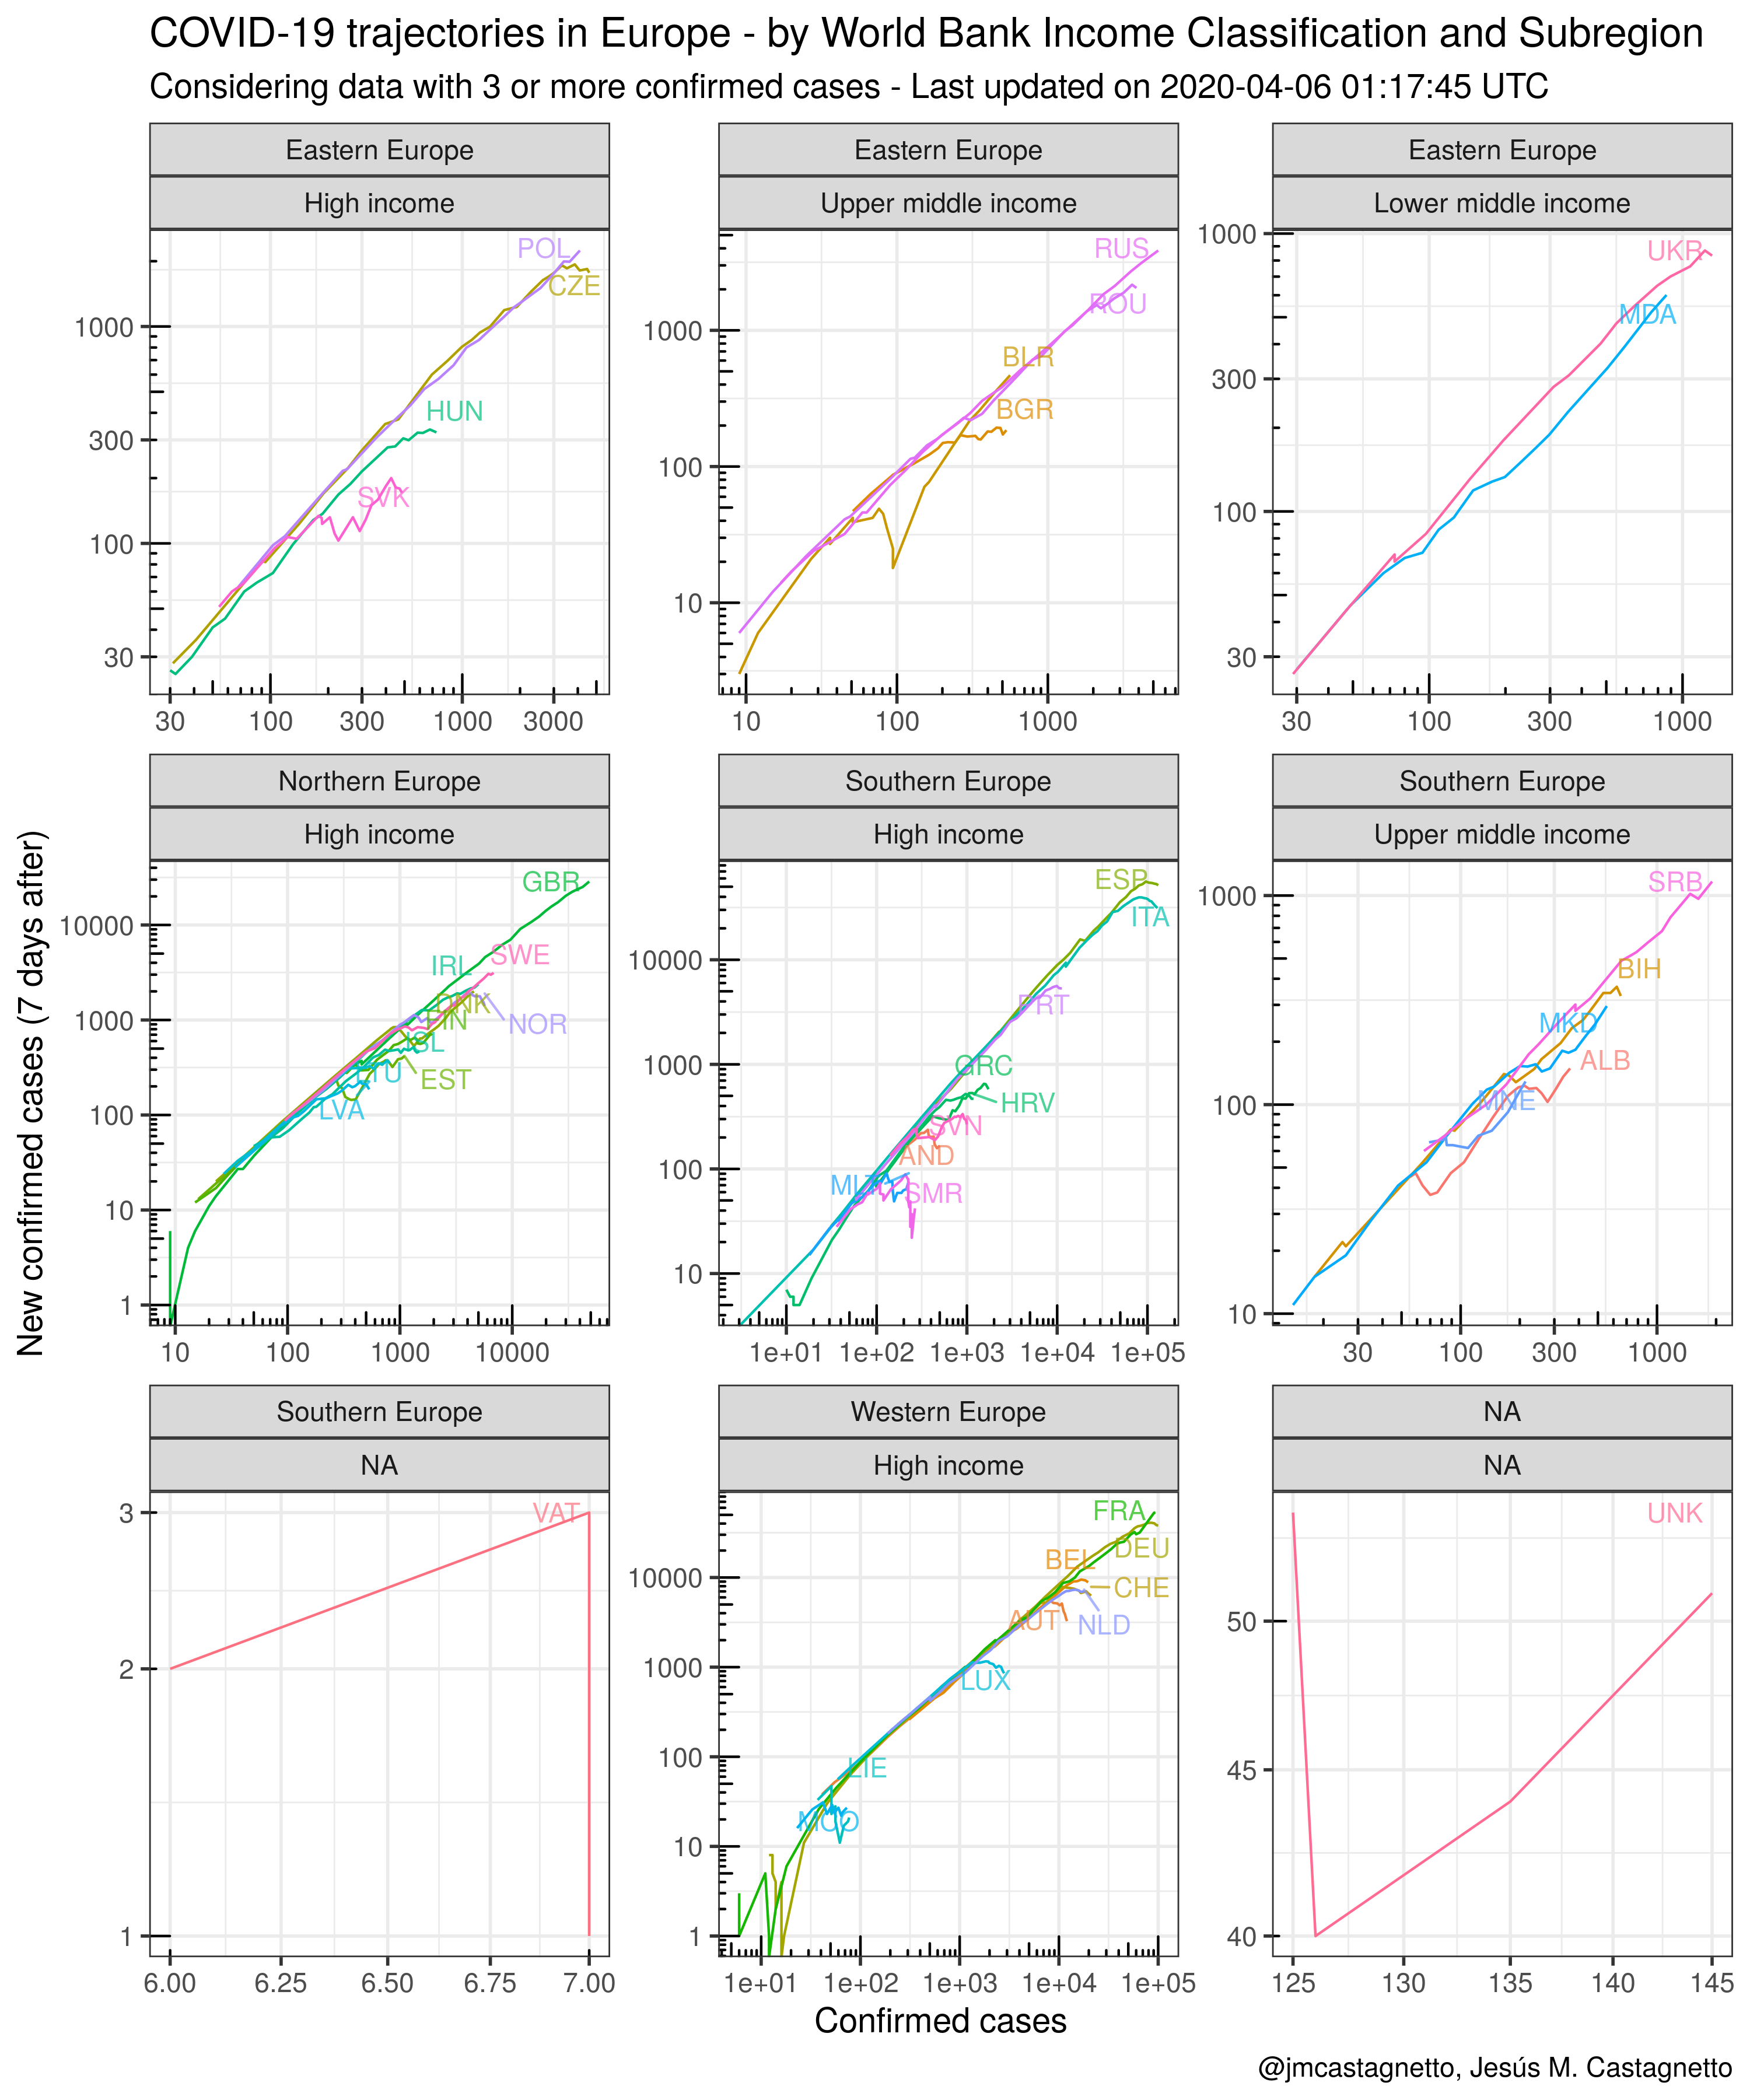 COVID-19 trajectories in Europe - by World Bank Income Classification and Subregion
Considering data with 3 or more confirmed cases - Last updated on 2020-04-06 01:17:45 UTC
Eastern Europe
High income
POL
CZE
HUN
SVK
1000
300
100
30
30 100 300 1000 3000
Eastern Europe
Upper middle income
RUS
ROU
BLR
BGR
1000
100
10
10 100 1000
Eastern Europe
Lower middle income
UKR
MDA
1000
300
100
30
30 100 300 1000
New confirmed cases (7 days after)
Northern Europe
High income
GBR
SWE
IRL
DNK
NOR
FIN
ISL
LTU
EST
LVA
10000
1000
100
10
1
10 100 1000 10000
Southern Europe
High income
ESP
ITA
PRT
GRC
HRV
SVN
AND
MLT
SMR
10000
1000
100
10
1e+01 1e+02 1e+03 1e+04 1e+05
Southern Europe
Upper middle income
SRB
BIH
MKD
ALB
MNE
1000
100
10
30 100 300 1000
Southern Europe
NA
VAT
3
2
1
6.00 6.25 6.50 6.75 7.00
Western Europe
High income
FRA
DEU
BEL
CHE
AUT
NLD
LUX
LIE
MCO
10000
1000
100
10
1
1e+01 1e+02 1e+03 1e+04 1e+05
NA
NA
UNK
50
45
40
125 130 135 140 145
Confirmed cases
@jmcastagnetto, Jesús M. Castagnetto